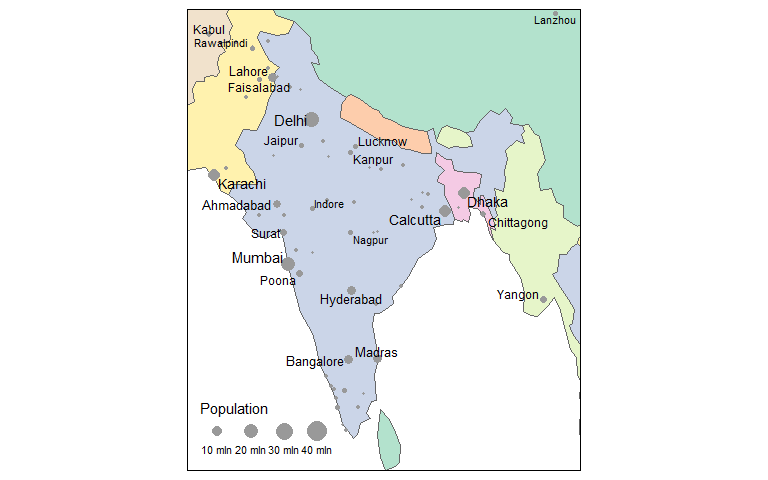 Lanzhou
Kabul
Rawalpindi
Lahore
Faisalabad
Delhi
Jaipur
Lucknow
Kanpur
Karachi
Ahmadabad
Indore
Dhaka
Calcutta
Chittagong
Surat
Nagpur
Mumbai
Poona
Hyderabad
Yangon
Madras
Bangalore
Population
10 mln 20 mln 30 mln 40 mln